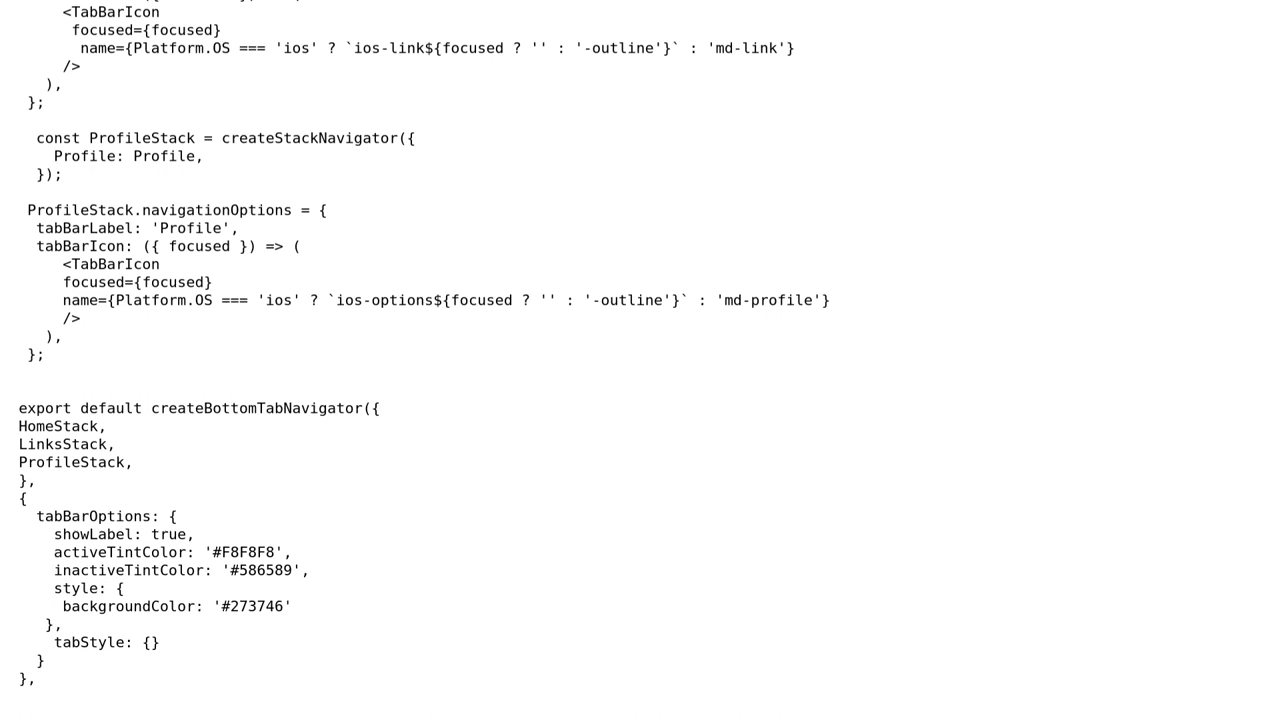 <TabBarIcon
focused={focused}
name={Platform.OS === 'ios' ? `ios-link${focused ? '' : '-outline'}` : 'md-link'}
/>
),
};
const ProfileStack = createStackNavigator({
Profile: Profile,
});
ProfileStack.navigationOptions = {
tabBarLabel: 'Profile',
tabBarIcon: ({ focused }) => (
<TabBarIcon
focused={focused}
name={Platform.OS === 'ios' ? `ios-options${focused ? '' : '-outline'}` : 'md-profile'}
/>
),
};
export default createBottomTabNavigator({
HomeStack,
LinksStack,
ProfileStack,
},
{
tabBarOptions: {
showLabel: true,
activeTintColor: '#F8F8F8',
inactiveTintColor: '#586589',
style: {
backgroundColor: '#273746'
},
tabStyle: {}
}
},